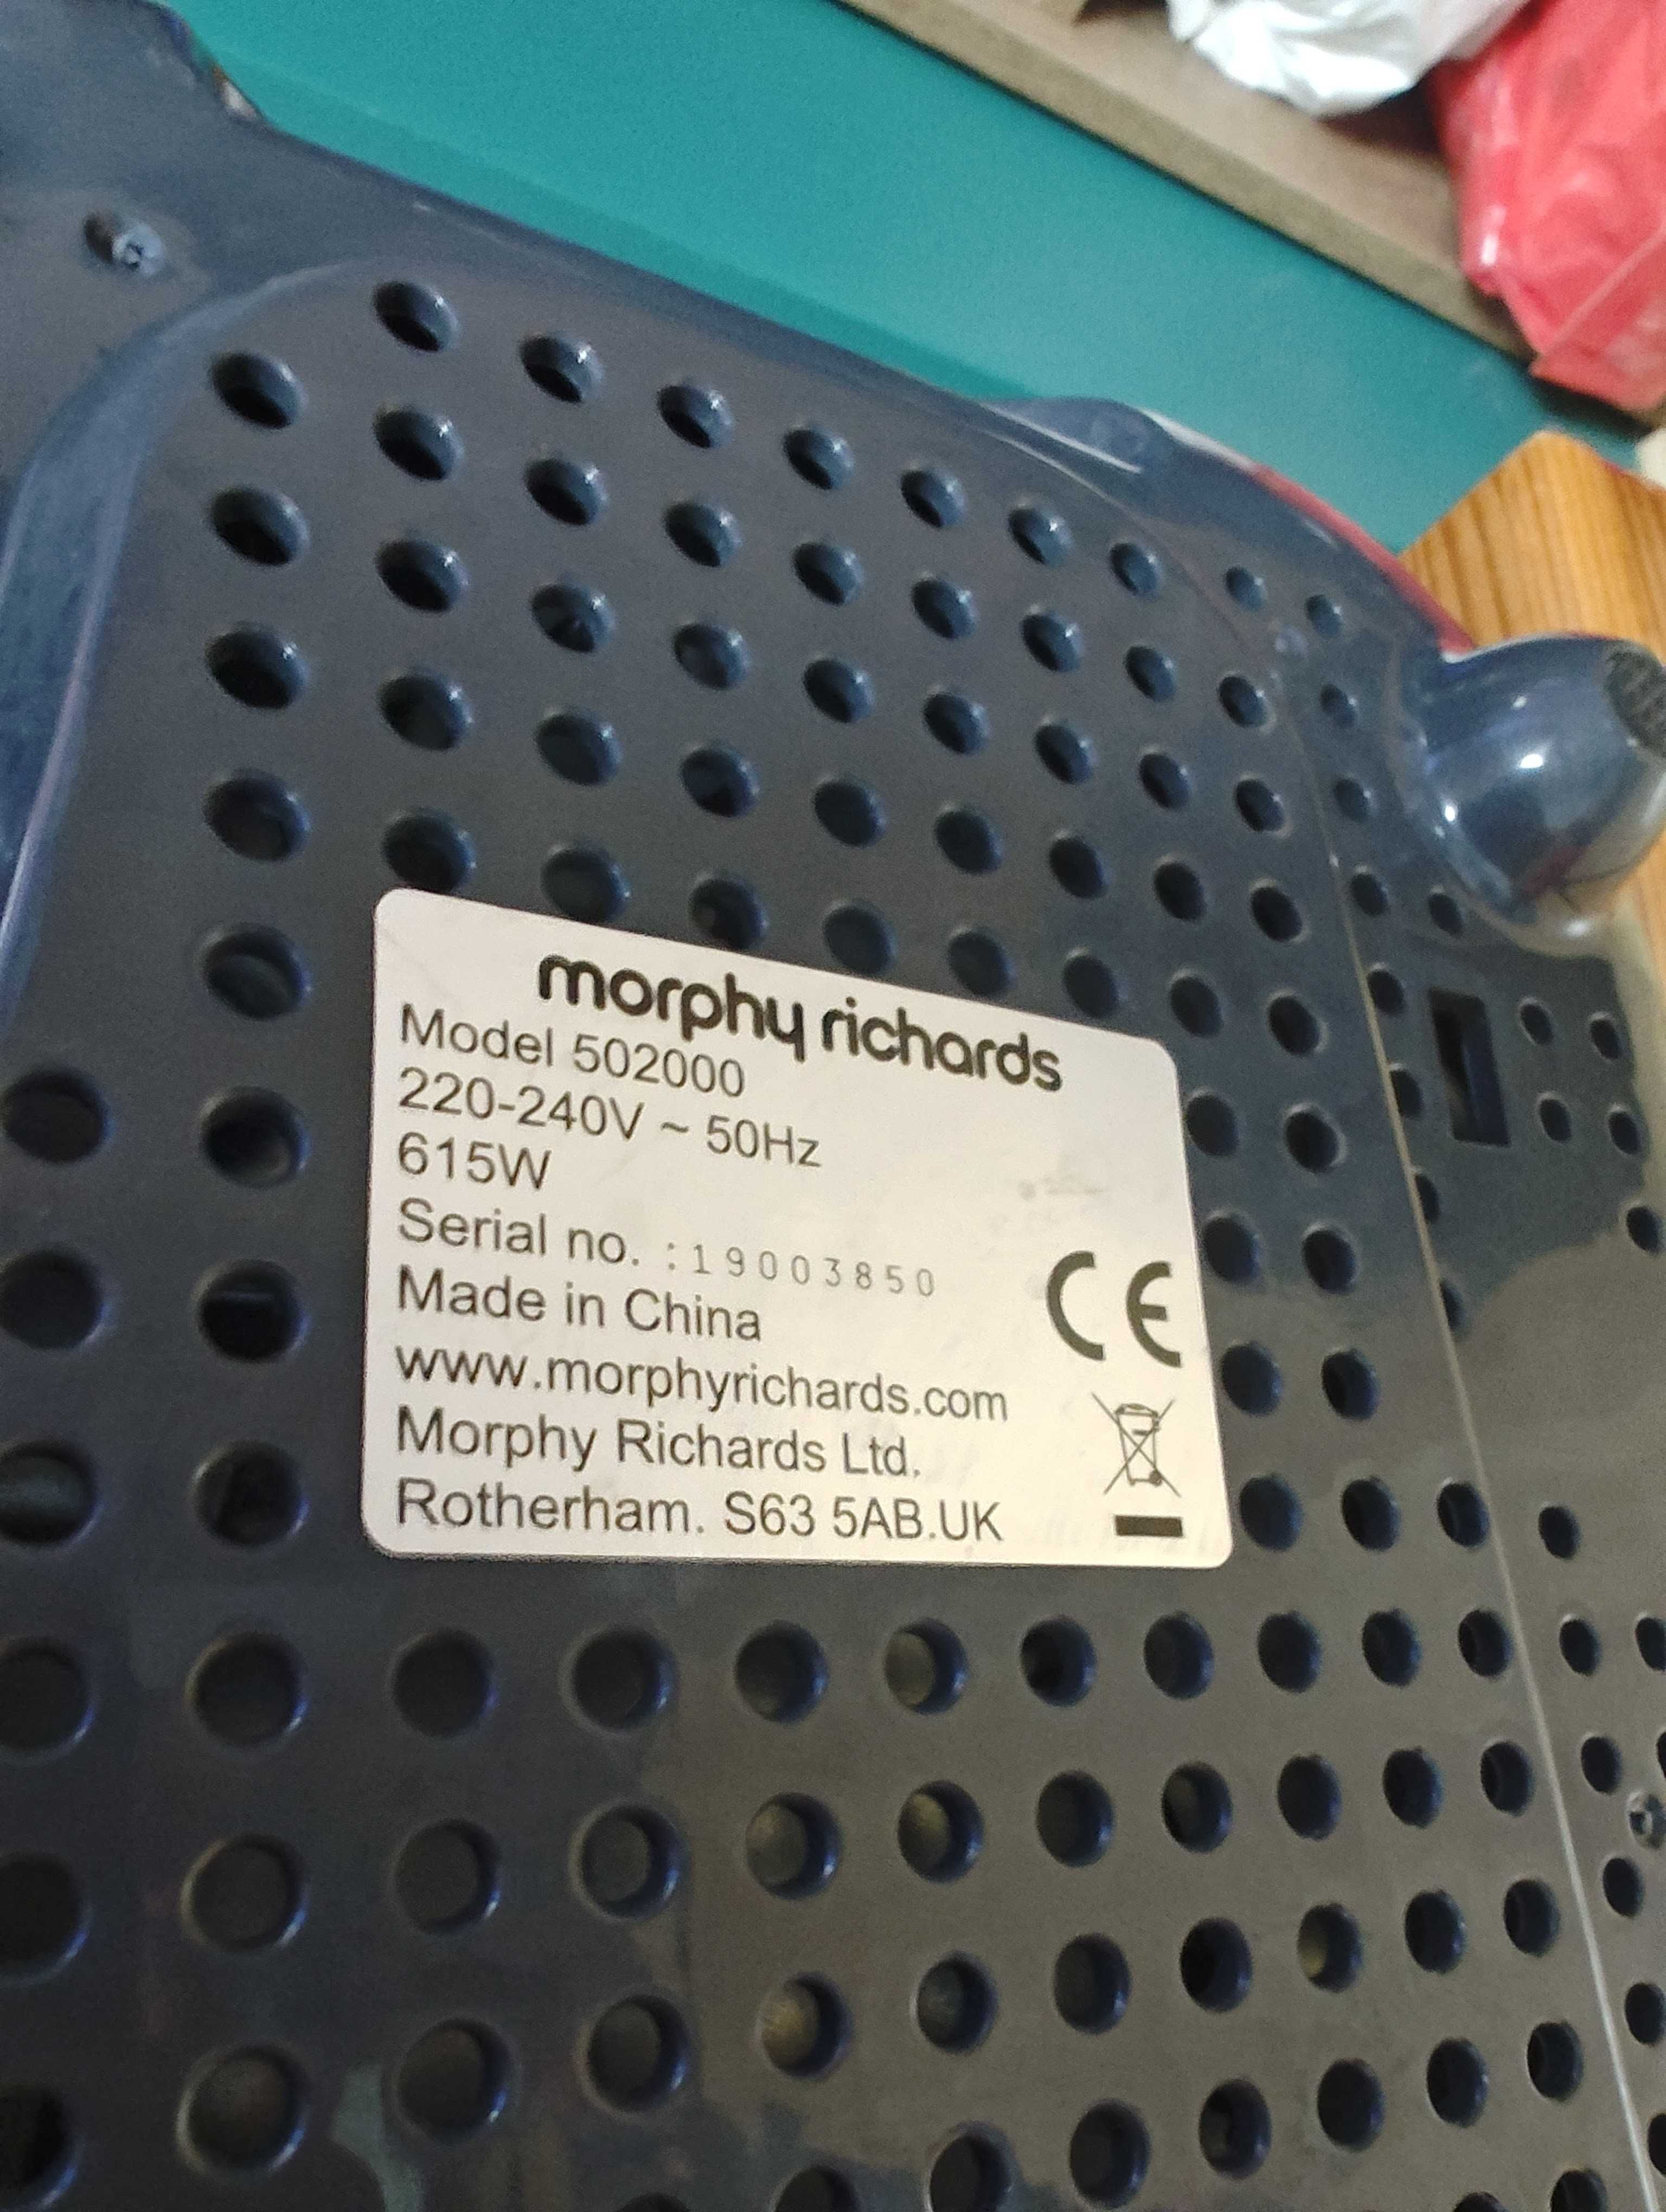 morphy richards
Model 502000
220-240V ~ 50Hz
615W
Serial no. :19003850
Made in China
www.morphyrichards.com
Morphy Richards Ltd.
Rotherham. S63 5AB.UK
CE